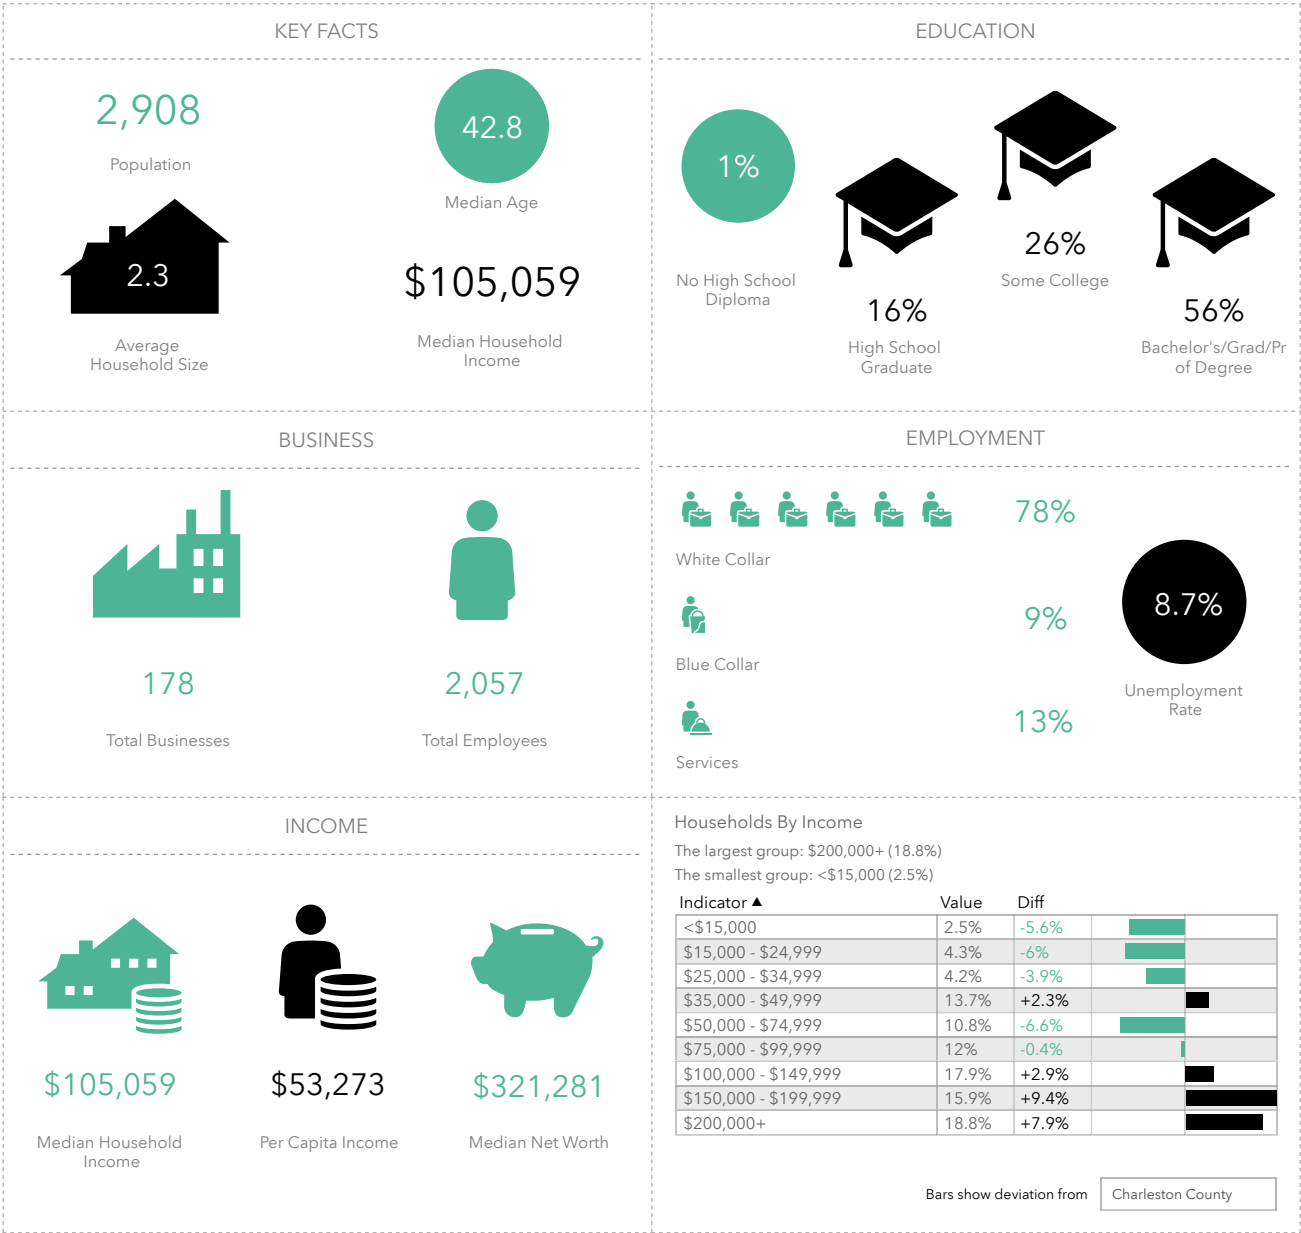 KEY FACTS
2,908
Population
42.8
Median Age
2.3
Average
Household Size
$105,059
Median Household
Income
EDUCATION
1%
No High School
Diploma
16%
High School
Graduate
26%
Some College
56%
Bachelor's/Grad/Pr
of Degree
BUSINESS
178
Total Businesses
2,057
Total Employees
EMPLOYMENT
78%
White Collar
9%
Blue Collar
13%
Services
8.7%
Unemployment
Rate
INCOME
$105,059
Median Household
Income
$53,273
Per Capita Income
$321,281
Median Net Worth
Households By Income
The largest group: $200,000+ (18.8%)
The smallest group: <$15,000 (2.5%)
Indicator ▲ Value Diff
<$15,000 2.5% -5.6%
$15,000 - $24,999 4.3% -6%
$25,000 - $34,999 4.2% -3.9%
$35,000 - $49,999 13.7% +2.3%
$50,000 - $74,999 10.8% -6.6%
$75,000 - $99,999 12% -0.4%
$100,000 - $149,999 17.9% +2.9%
$150,000 - $199,999 15.9% +9.4%
$200,000+ 18.8% +7.9%
Bars show deviation from Charleston County